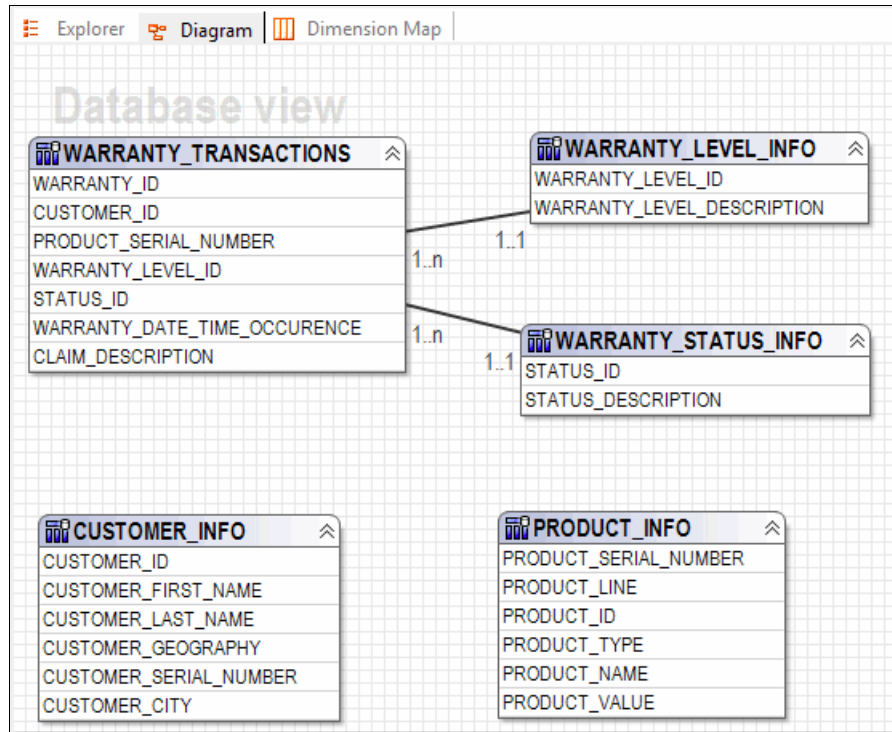 Explorer Diagram Dimension Map
Database view
WARRANTY_TRANSACTIONS
WARRANTY_ID
CUSTOMER_ID
PRODUCT_SERIAL_NUMBER
WARRANTY_LEVEL_ID
STATUS_ID
WARRANTY_DATE_TIME_OCCURENCE
CLAIM_DESCRIPTION
1..n
1..1
1..n
1..1
WARRANTY_LEVEL_INFO
WARRANTY_LEVEL_ID
WARRANTY_LEVEL_DESCRIPTION
WARRANTY_STATUS_INFO
STATUS_ID
STATUS_DESCRIPTION
CUSTOMER_INFO
CUSTOMER_ID
CUSTOMER_FIRST_NAME
CUSTOMER_LAST_NAME
CUSTOMER_GEOGRAPHY
CUSTOMER_SERIAL_NUMBER
CUSTOMER_CITY
PRODUCT_INFO
PRODUCT_SERIAL_NUMBER
PRODUCT_LINE
PRODUCT_ID
PRODUCT_TYPE
PRODUCT_NAME
PRODUCT_VALUE